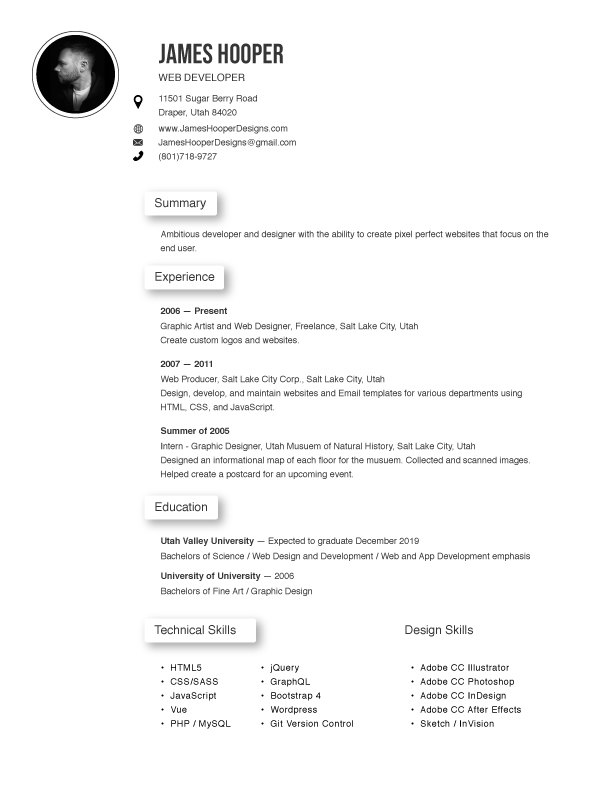 JAMES HOOPER
WEB DEVELOPER
11501 Sugar Berry Road
Draper, Utah 84020
www.JamesHooperDesigns.com
JamesHooperDesigns@gmail.com
(801)718-9727
Summary
Ambitious developer and designer with the ability to create pixel perfect websites that focus on the
end user.
Experience
2006 — Present
Graphic Artist and Web Designer, Freelance, Salt Lake City, Utah
Create custom logos and websites.
2007 — 2011
Web Producer, Salt Lake City Corp., Salt Lake City, Utah
Design, develop, and maintain websites and Email templates for various departments using
HTML, CSS, and JavaScript.
Summer of 2005
Intern - Graphic Designer, Utah Musuem of Natural History, Salt Lake City, Utah
Designed an informational map of each floor for the musuem. Collected and scanned images.
Helped create a postcard for an upcoming event.
Education
Utah Valley University — Expected to graduate December 2019
Bachelors of Science / Web Design and Development / Web and App Development emphasis
University of University — 2006
Bachelors of Fine Art / Graphic Design
Technical Skills
• HTML5
• CSS/SASS
• JavaScript
• Vue
• PHP / MySQL
• jQuery
• GraphQL
• Bootstrap 4
• Wordpress
• Git Version Control
Design Skills
• Adobe CC Illustrator
• Adobe CC Photoshop
• Adobe CC InDesign
• Adobe CC After Effects
• Sketch / InVision